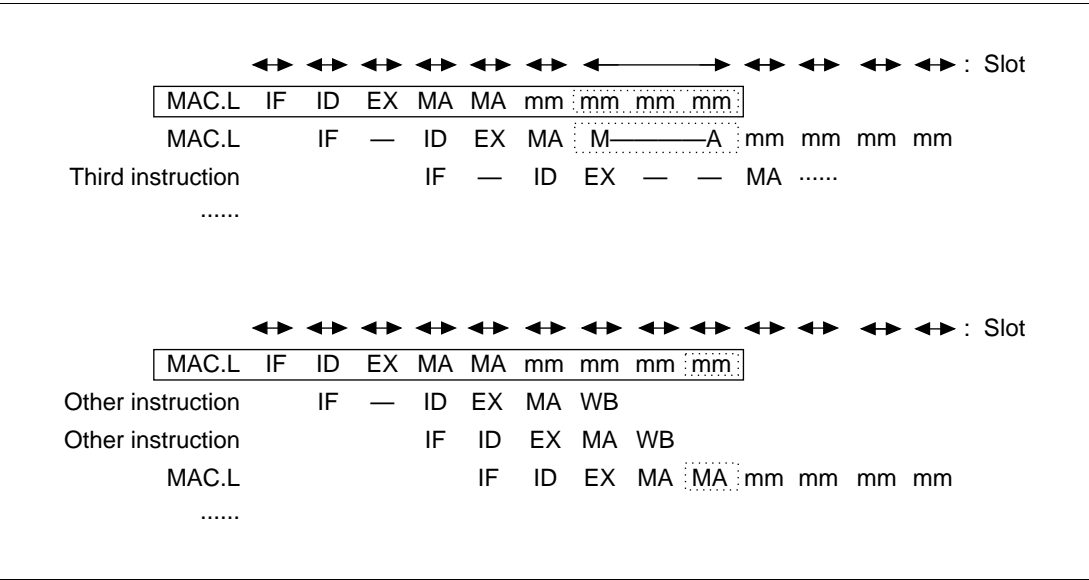 : Slot
MAC.L IF ID EX MA MA mm mm mm mm
MAC.L IF — ID EX MA M———A mm mm mm mm
Third instruction IF — ID EX — — MA ······
······
: Slot
MAC.L IF ID EX MA MA mm mm mm mm
Other instruction IF — ID EX MA WB
Other instruction IF ID EX MA WB
MAC.L IF ID EX MA MA mm mm mm mm
······